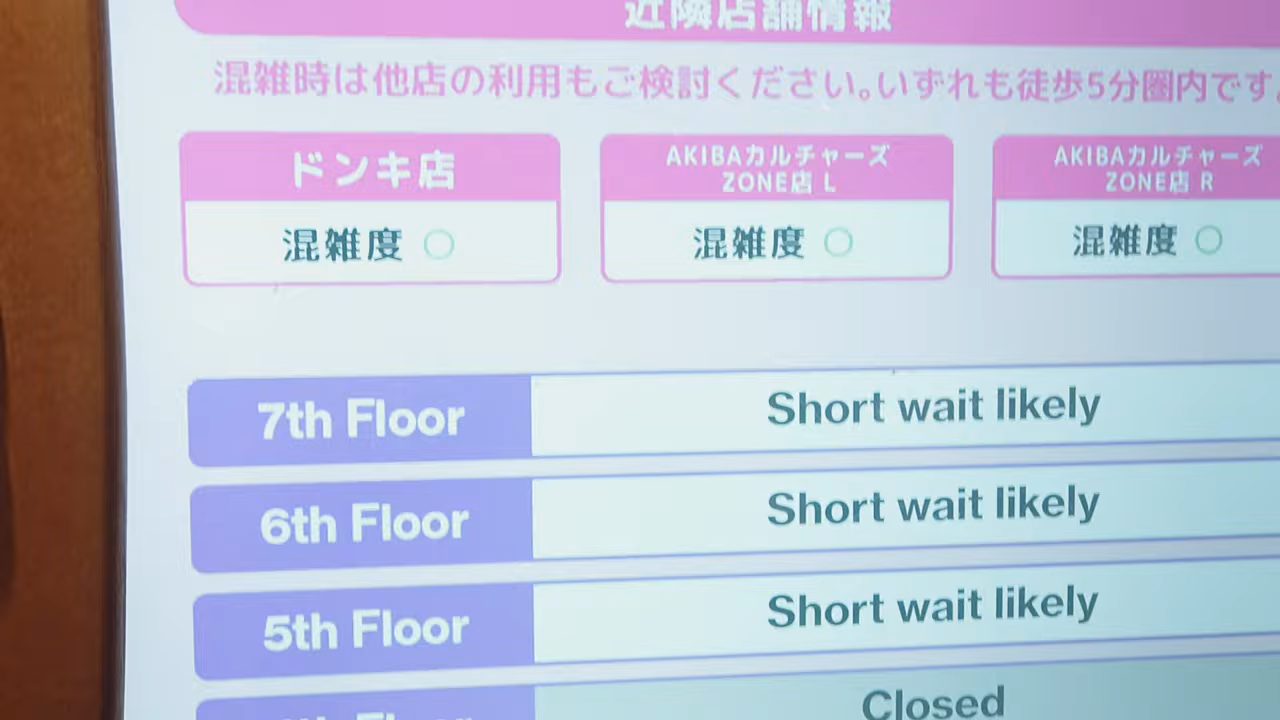 近隣店舗情報
混雑時は他店の利用もご検討ください。いずれも徒歩5分圏内です。
ドンキ店
混雑度 ○
AKIBAカルチャーズ
ZONE店 L
混雑度 ○
AKIBAカルチャーズ
ZONE店 R
混雑度 ○
7th Floor Short wait likely
6th Floor Short wait likely
5th Floor Short wait likely
Floor Closed